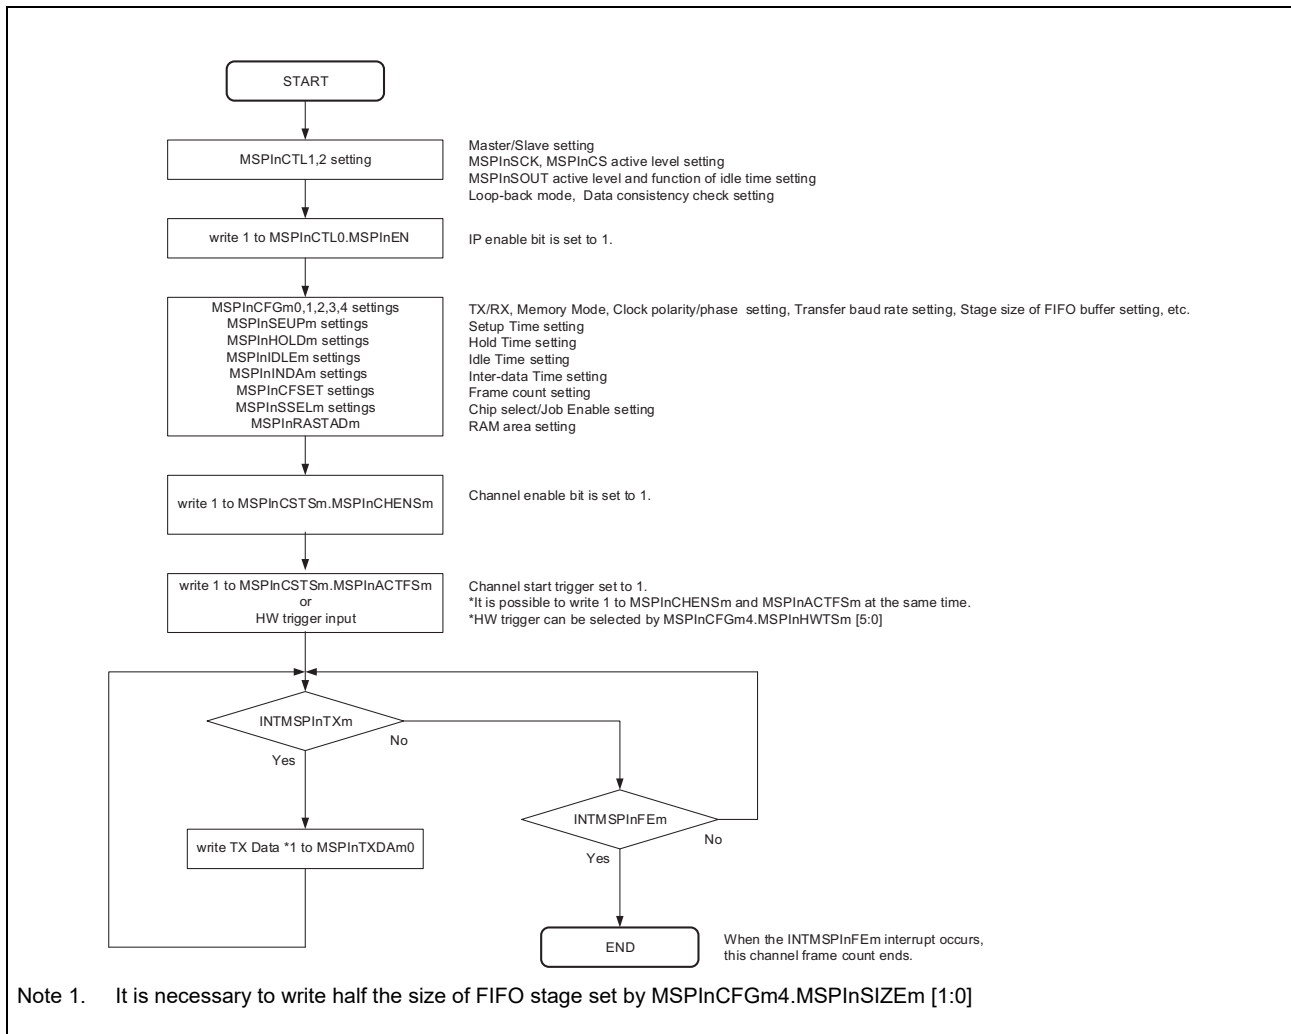 START
MSPInCTL1,2 setting
Master/Slave setting
MSPInSCK, MSPInCS active level setting
MSPInSOUT active level and function of idle time setting
Loop-back mode, Data consistency check setting
write 1 to MSPInCTL0.MSPInEN
IP enable bit is set to 1.
MSPInCFGm0,1,2,3,4 settings
MSPInSEUPm settings
MSPInHOLDm settings
MSPInIDLEm settings
MSPInINDAm settings
MSPInCFSET settings
MSPInSSELm settings
MSPInRASTADm
TX/RX, Memory Mode, Clock polarity/phase setting, Transfer baud rate setting, Stage size of FIFO buffer setting, etc.
Setup Time setting
Hold Time setting
Idle Time setting
Inter-data Time setting
Frame count setting
Chip select/Job Enable setting
RAM area setting
write 1 to MSPInCSTSm.MSPInCHENSm
Channel enable bit is set to 1.
write 1 to MSPInCSTSm.MSPInACTFSm
or
HW trigger input
Channel start trigger set to 1.
*It is possible to write 1 to MSPInCHENSm and MSPInACTFSm at the same time.
*HW trigger can be selected by MSPInCFGm4.MSPInHWTSm [5:0]
INTMSPInTXm
No
Yes
INTMSPInFEm
No
Yes
write TX Data *1 to MSPInTXDAm0
END
When the INTMSPInFEm interrupt occurs,
this channel frame count ends.
Note 1. It is necessary to write half the size of FIFO stage set by MSPInCFGm4.MSPInSIZEm [1:0]